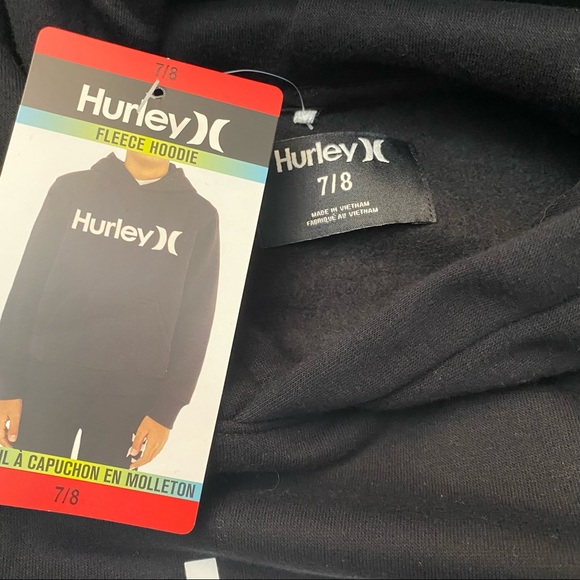 7/8
Hurley
FLEECE HOODIE
Hurley
À CAPUCHON EN MOLLETON
7/8
Hurley
7/8
MADE IN VIETNAM
FABRIQUÉ AU VIETNAM